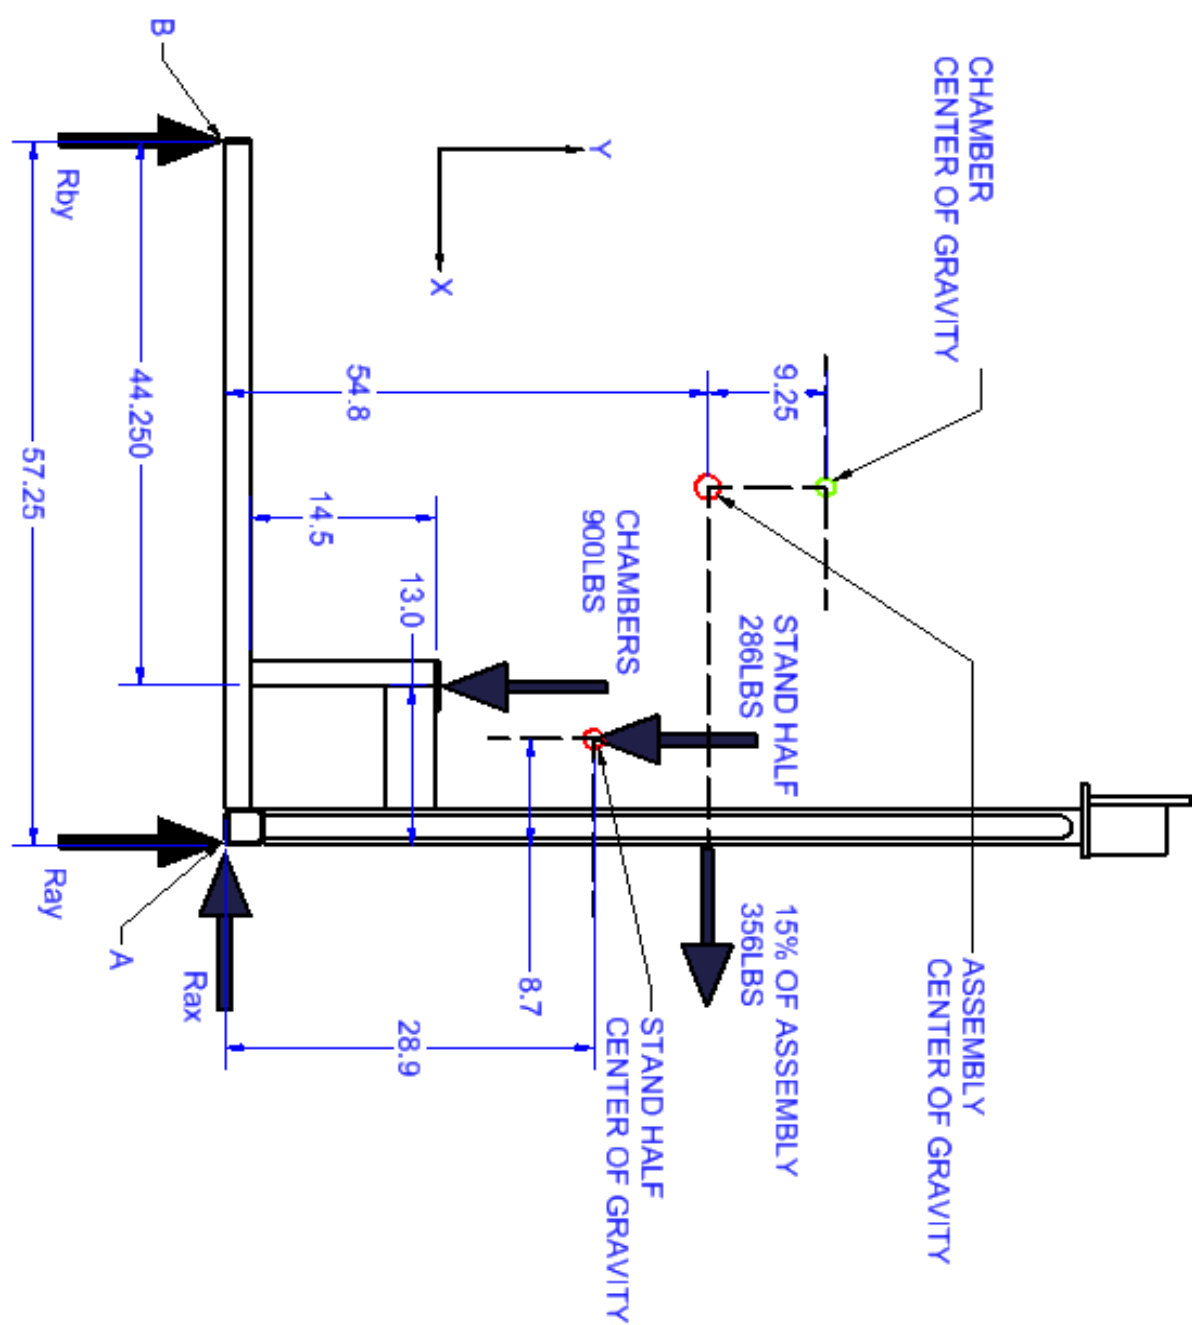 CHAMBER
CENTER OF GRAVITY
ASSEMBLY
CENTER OF GRAVITY
9.25
STAND HALF
286LBS
15% OF ASSEMBLY
356LBS
Y
CHAMBERS
900LBS
STAND HALF
CENTER OF GRAVITY
54.8
8.7
X
13.0
28.9
14.5
B
44.250
Rax
Rby
Ray
A
57.25